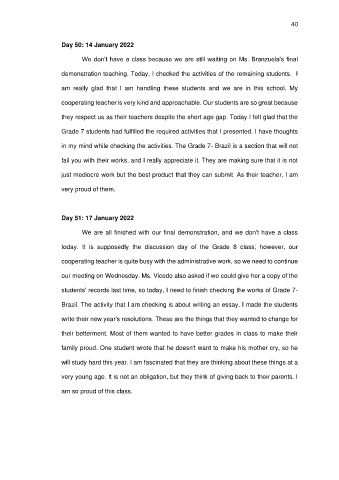 40
Day 50: 14 January 2022
We don't have a class because we are still waiting on Ms. Branzuela's final
demonstration teaching. Today, I checked the activities of the remaining students. I
am really glad that I am handling these students and we are in this school. My
cooperating teacher is very kind and approachable. Our students are so great because
they respect us as their teachers despite the short age gap. Today I felt glad that the
Grade 7 students had fulfilled the required activities that I presented. I have thoughts
in my mind while checking the activities. The Grade 7- Brazil is a section that will not
fail you with their works, and I really appreciate it. They are making sure that it is not
just mediocre work but the best product that they can submit. As their teacher, I am
very proud of them.
Day 51: 17 January 2022
We are all finished with our final demonstration, and we don't have a class
today. It is supposedly the discussion day of the Grade 8 class; however, our
cooperating teacher is quite busy with the administrative work, so we need to continue
our meeting on Wednesday. Ms. Vicedo also asked if we could give her a copy of the
students' records last time, so today, I need to finish checking the works of Grade 7-
Brazil. The activity that I am checking is about writing an essay. I made the students
write their new year's resolutions. These are the things that they wanted to change for
their betterment. Most of them wanted to have better grades in class to make their
family proud. One student wrote that he doesn't want to make his mother cry, so he
will study hard this year. I am fascinated that they are thinking about these things at a
very young age. It is not an obligation, but they think of giving back to their parents. I
am so proud of this class.